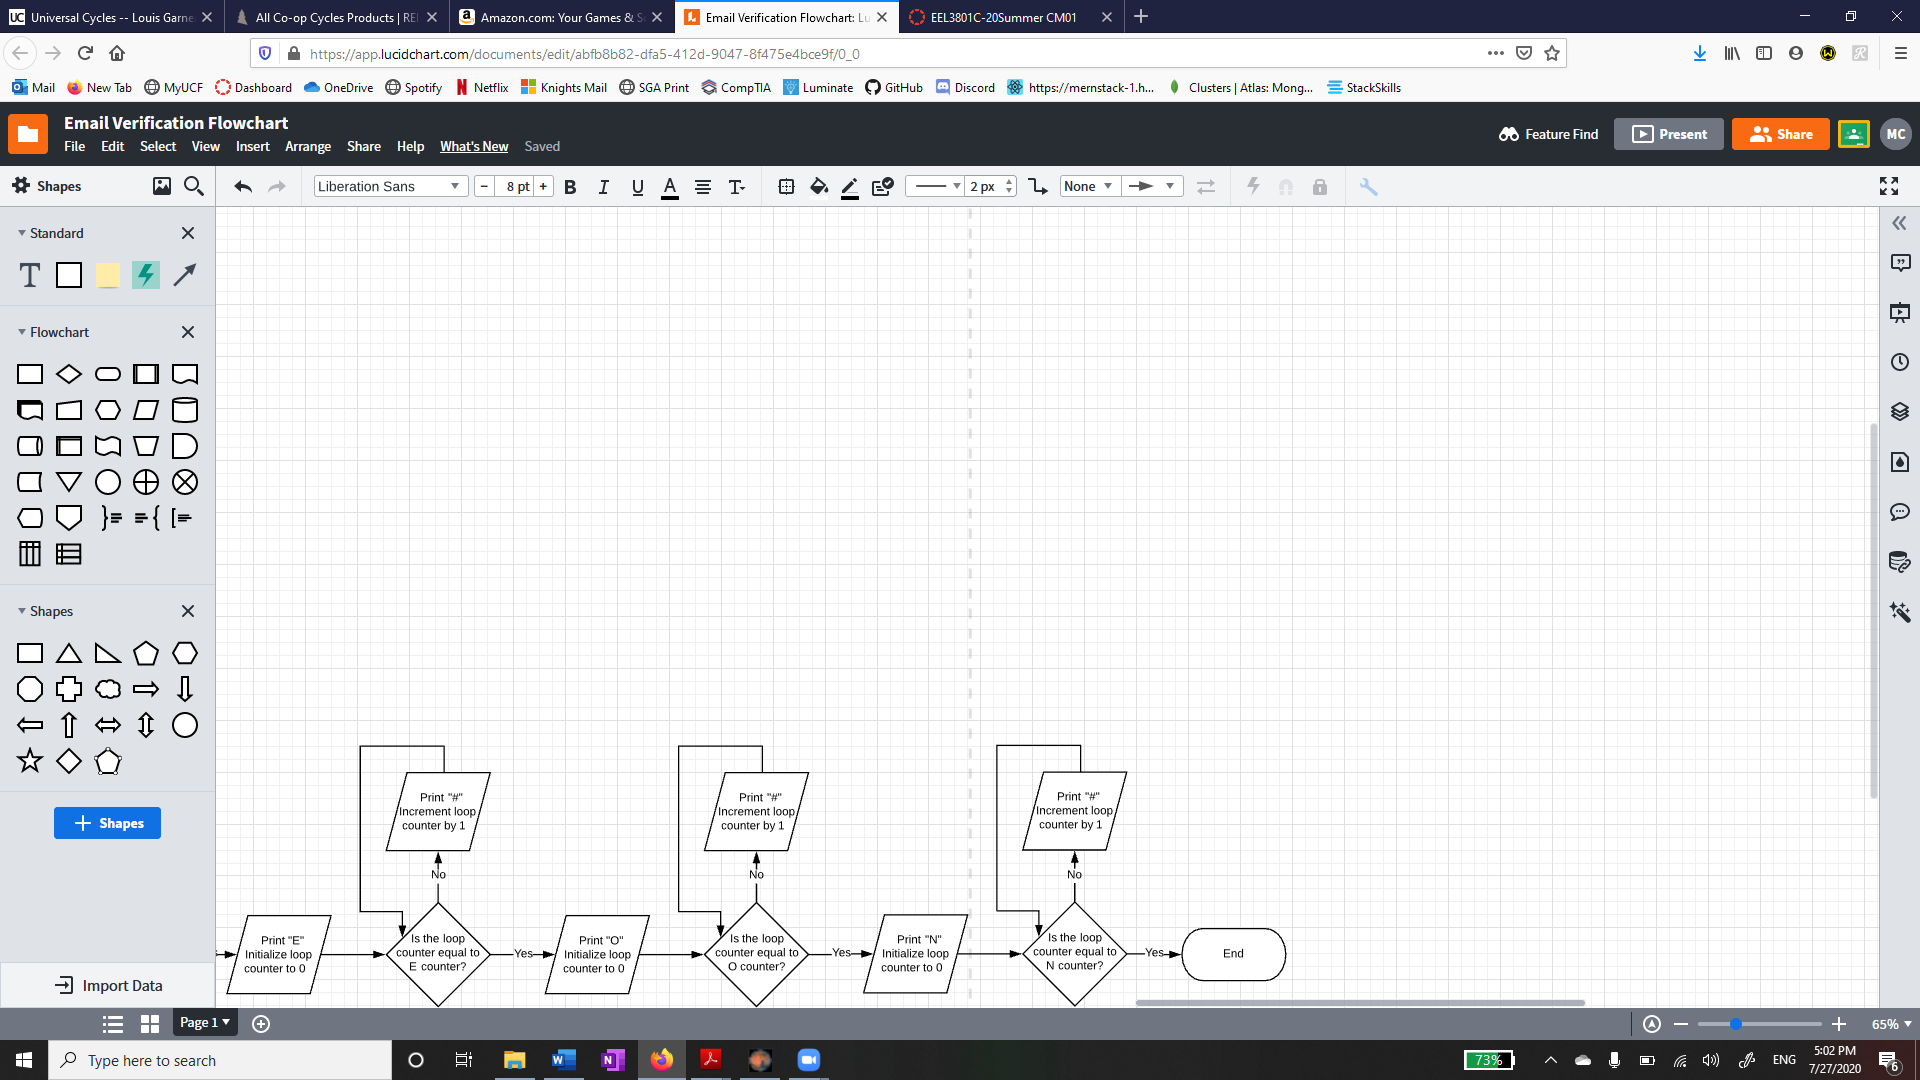 UC Universal Cycles -- Louis Garne
All Co-op Cycles Products | RE
Amazon.com: Your Games & S
Email Verification Flowchart: Lu
EEL3801C-20Summer CM01
https://app.lucidchart.com/documents/edit/abfb8b82-dfa5-412d-9047-8f475e4bce9f/0_0
Mail
New Tab
MyUCF
Dashboard
OneDrive
Spotify
Netflix
Knights Mail
SGA Print
CompTIA
Luminate
GitHub
Discord
https://mernstack-1.h...
Clusters | Atlas: Mong...
StackSkills
Email Verification Flowchart
File Edit Select View Insert Arrange Share Help What's New Saved
Feature Find
Present
Share
MC
Shapes
Liberation Sans
8 pt
B I U A T
2 px
None
Standard
T
Flowchart
Shapes
Shapes
Import Data
Print "#"
Increment loop
counter by 1
No
Print "#"
Increment loop
counter by 1
No
Print "#"
Increment loop
counter by 1
No
Print "E"
Initialize loop
counter to 0
Is the loop
counter equal to
E counter?
Yes
Print "O"
Initialize loop
counter to 0
Is the loop
counter equal to
O counter?
Yes
Print "N"
Initialize loop
counter to 0
Is the loop
counter equal to
N counter?
Yes
End
Page 1
65%
Type here to search
73%
ENG
5:02 PM
7/27/2020
6